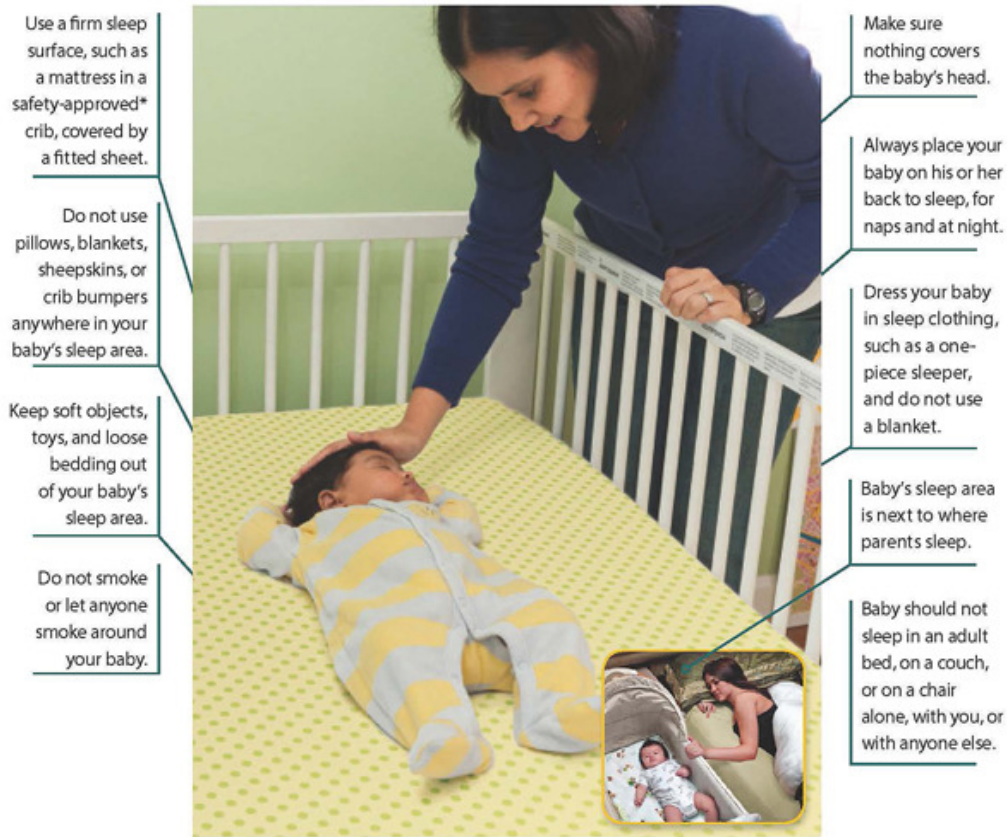 Use a firm sleep
surface, such as
a mattress in a
safety-approved*
crib, covered by
a fitted sheet.
Do not use
pillows, blankets,
sheepskins, or
crib bumpers
anywhere in your
baby's sleep area.
Keep soft objects,
toys, and loose
bedding out
of your baby's
sleep area.
Do not smoke
or let anyone
smoke around
your baby.
Make sure
nothing covers
the baby's head.
Always place your
baby on his or her
back to sleep, for
naps and at night.
Dress your baby
in sleep clothing,
such as a one-
piece sleeper,
and do not use
a blanket.
Baby's sleep area
is next to where
parents sleep.
Baby should not
sleep in an adult
bed, on a couch,
or on a chair
alone, with you, or
with anyone else.